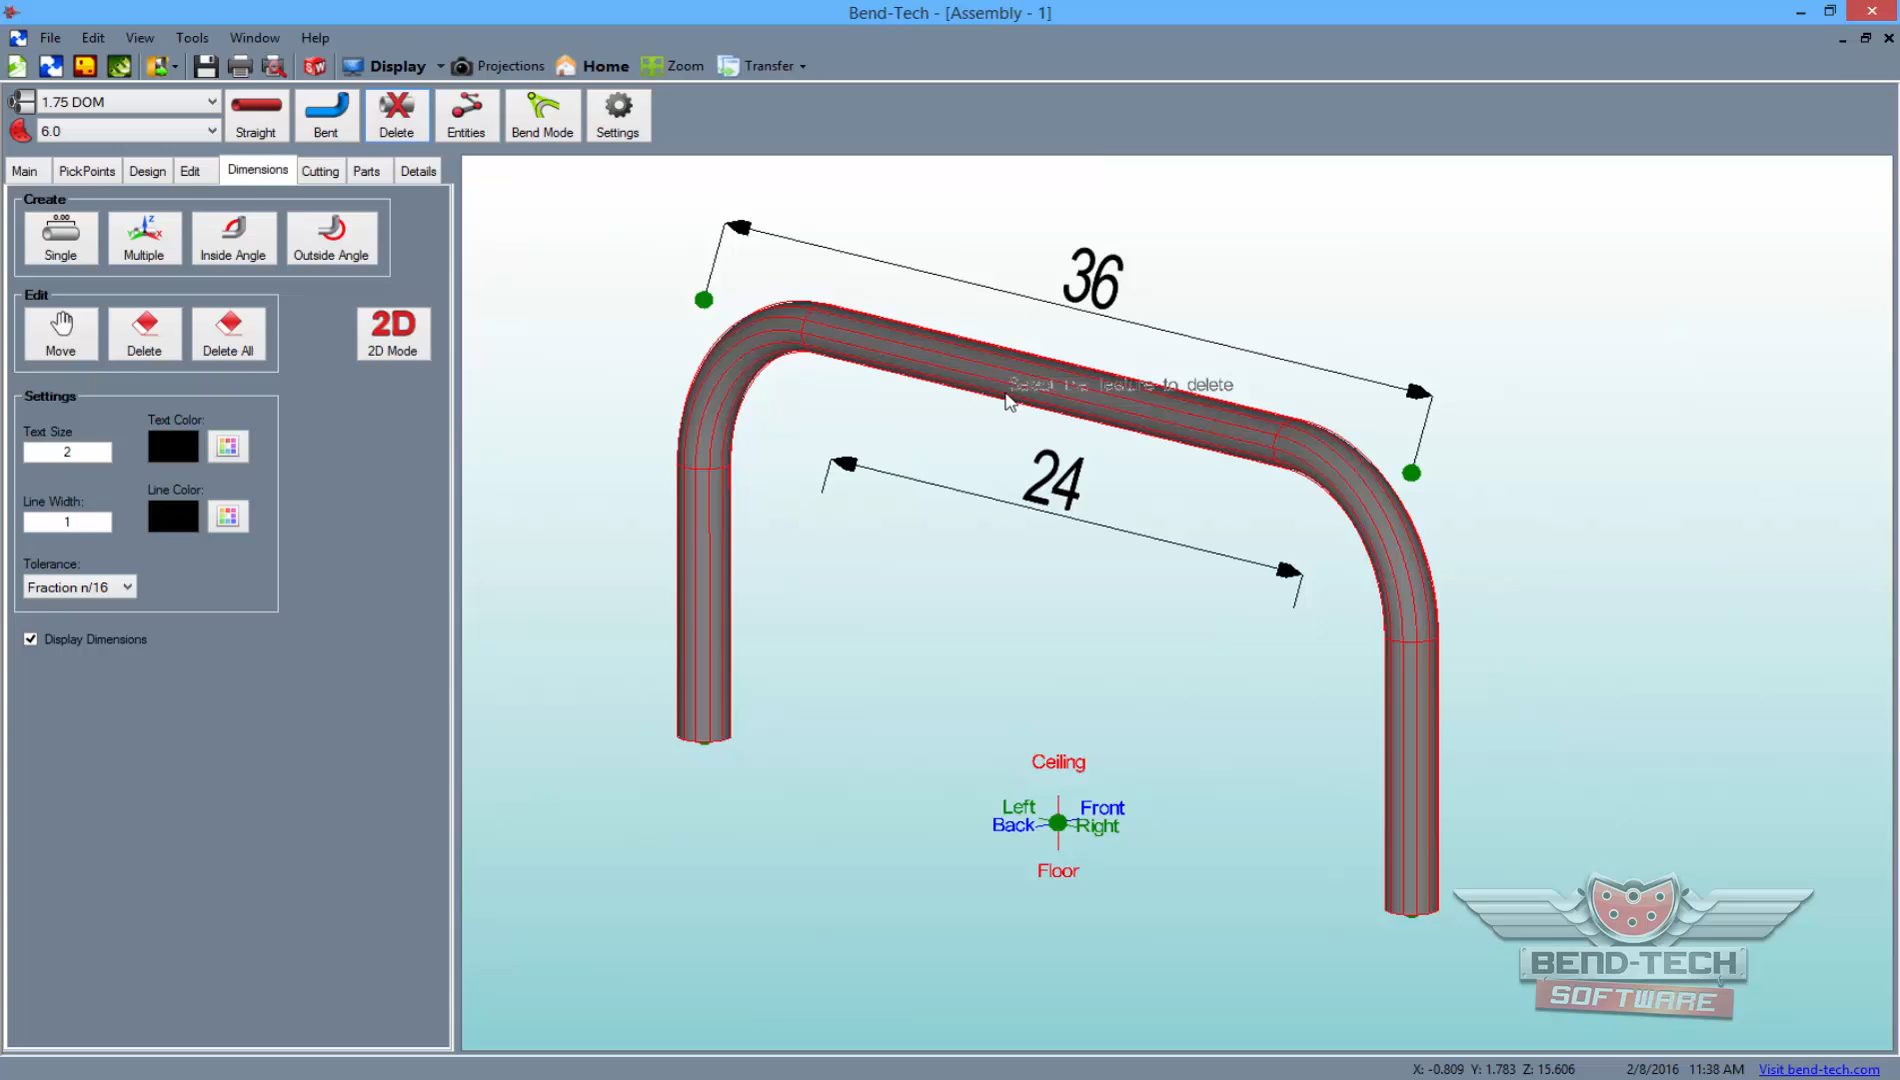 Bend-Tech - [Assembly - 1]
File Edit View Tools Window Help
Display Projections Home Zoom Transfer
1.75 DOM
6.0
Straight Bent Delete Entities Bend Mode Settings
Main PickPoints Design Edit Dimensions Cutting Parts Details
Create
0.00
Single Multiple Inside Angle Outside Angle
Edit
Move Delete Delete All
2D
2D Mode
Settings
Text Size
2
Text Color:
Line Width:
1
Line Color:
Tolerance:
Fraction n/16
Display Dimensions
36
Select the feature to delete
24
Ceiling
Left Front
Back Right
Floor
BEND-TECH
SOFTWARE
X: -0.809 Y: 1.783 Z: 15.606 2/8/2016 11:38 AM Visit bend-tech.com